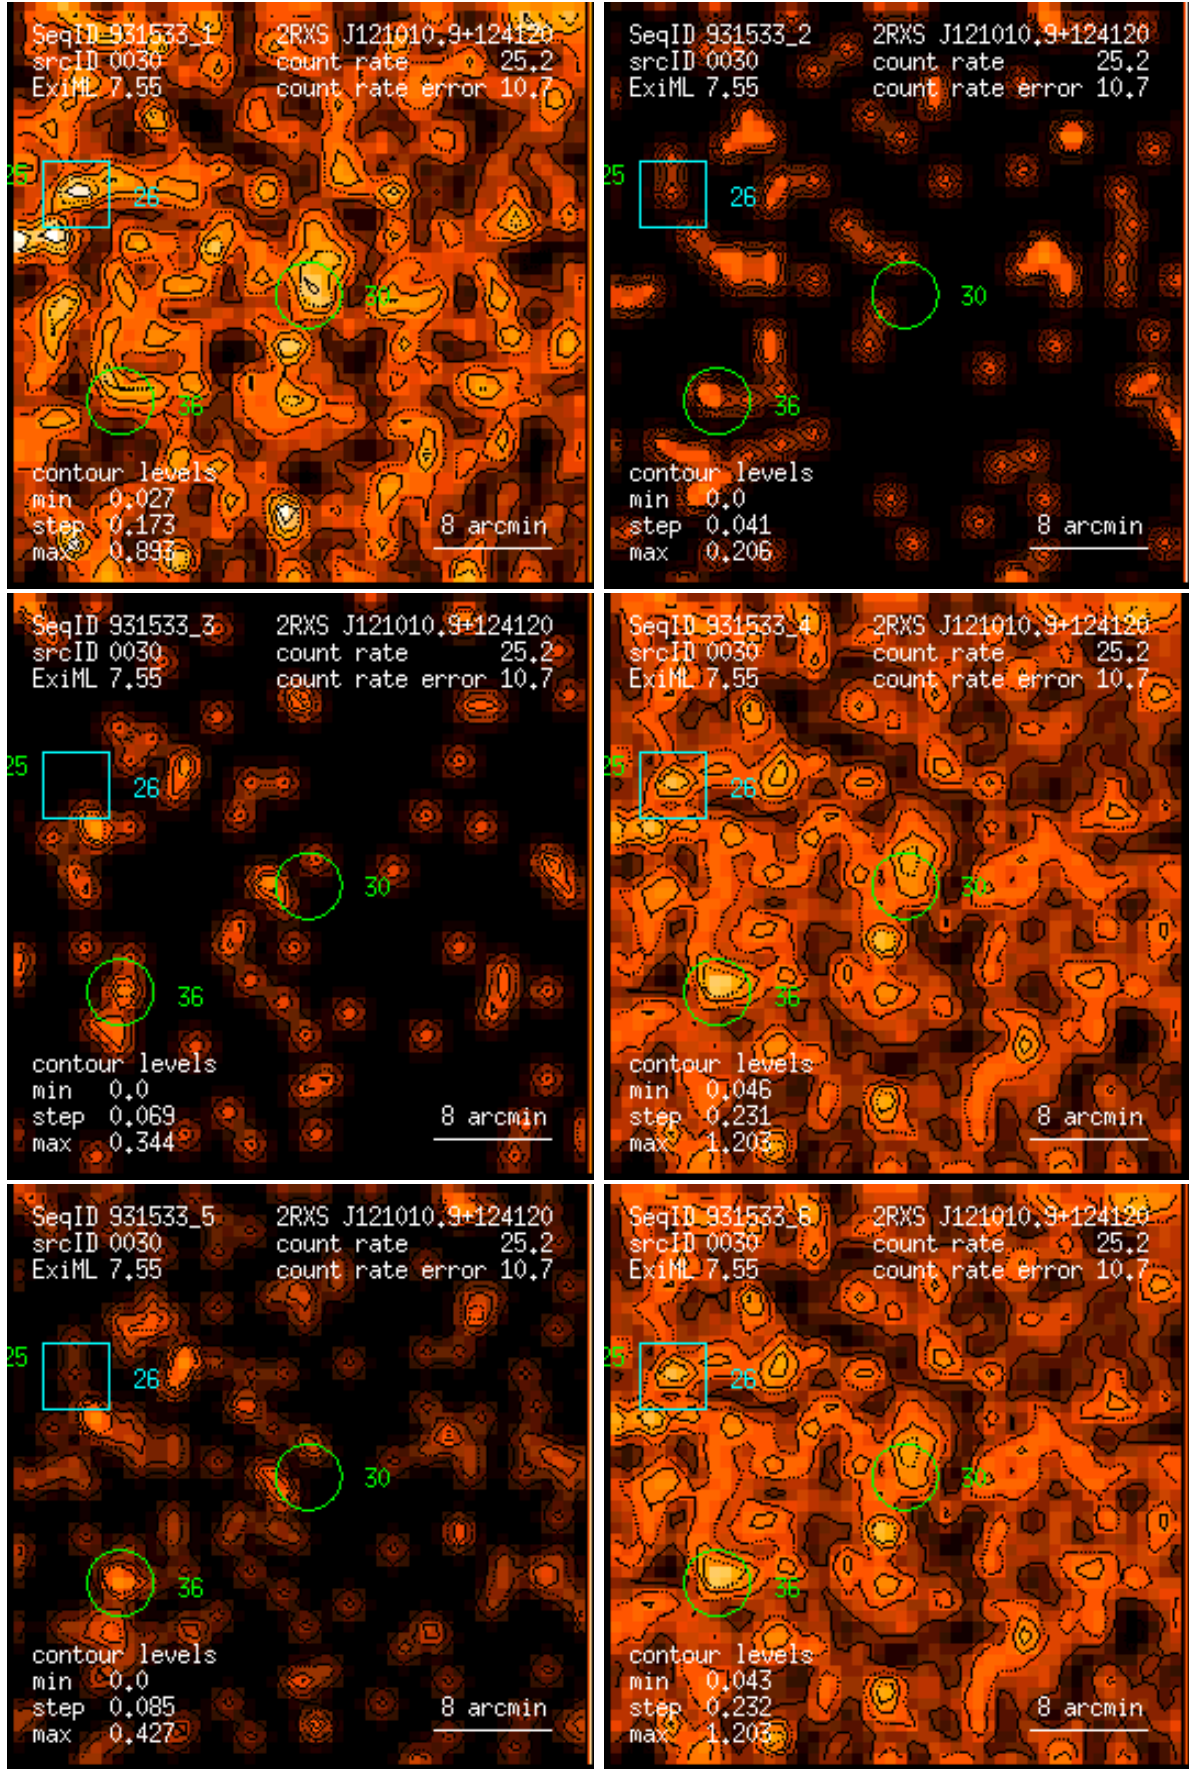 SeqID 931533_1 2RXS J121010.9+124120
srcID 0030 count rate 25.2
ExiML 7.55 count rate error 10.7
25
26
30
36
contour levels
min 0.027
step 0.173
max 0.893
8 arcmin
SeqID 931533_2 2RXS J121010.9+124120
srcID 0030 count rate 25.2
ExiML 7.55 count rate error 10.7
25
26
30
36
contour levels
min 0.0
step 0.041
max 0.206
8 arcmin
SeqID 931533_3 2RXS J121010.9+124120
srcID 0030 count rate 25.2
ExiML 7.55 count rate error 10.7
25
26
30
36
contour levels
min 0.0
step 0.069
max 0.344
8 arcmin
SeqID 931533_4 2RXS J121010.9+124120
srcID 0030 count rate 25.2
ExiML 7.55 count rate error 10.7
25
26
30
36
contour levels
min 0.046
step 0.231
max 1.203
8 arcmin
SeqID 931533_5 2RXS J121010.9+124120
srcID 0030 count rate 25.2
ExiML 7.55 count rate error 10.7
25
26
30
36
contour levels
min 0.0
step 0.085
max 0.427
8 arcmin
SeqID 931533_6 2RXS J121010.9+124120
srcID 0030 count rate 25.2
ExiML 7.55 count rate error 10.7
25
26
30
36
contour levels
min 0.043
step 0.232
max 1.203
8 arcmin